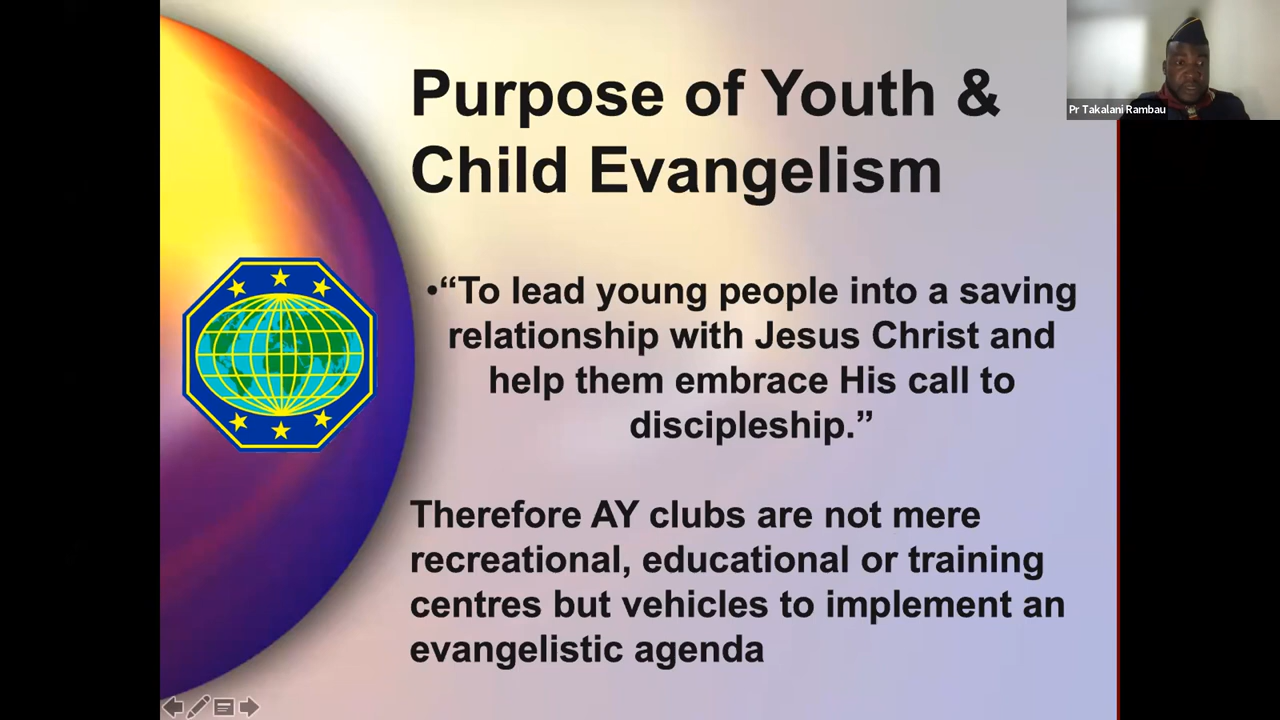 Purpose of Youth &
Child Evangelism
Pr Takalani Rambau
•“To lead young people into a saving
relationship with Jesus Christ and
help them embrace His call to
discipleship.”
Therefore AY clubs are not mere
recreational, educational or training
centres but vehicles to implement an
evangelistic agenda